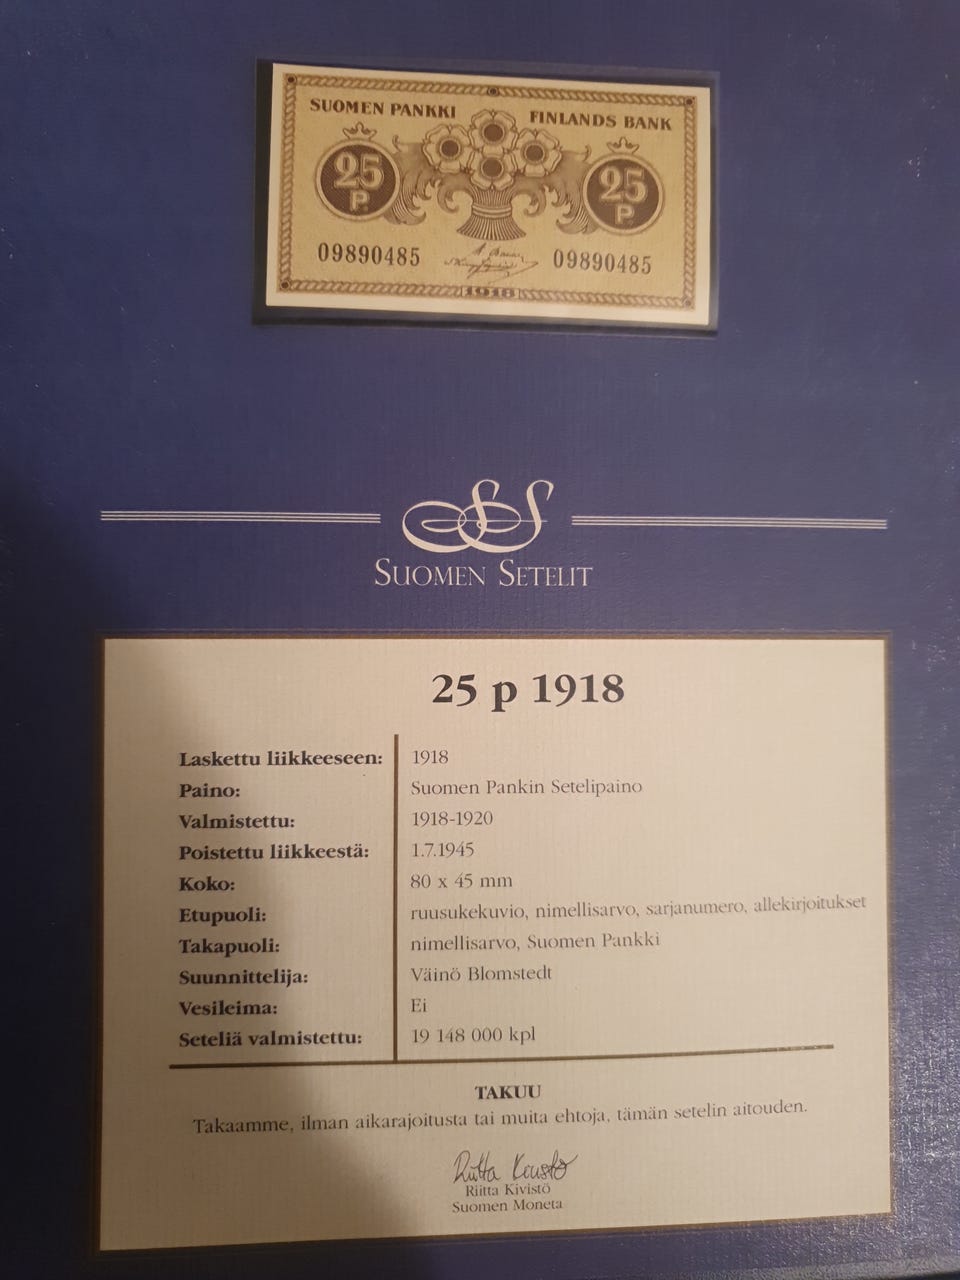 SUOMEN PANKKI FINLANDS BANK
25 P. 25 P.
09890485 09890485
1918
SS
SUOMEN SETELIT
25 p 1918
Laskettu liikkeeseen: 1918
Paino: Suomen Pankin Setelipaino
Valmistettu: 1918-1920
Poistettu liikkeestä: 1.7.1945
Koko: 80 x 45 mm
Etupuoli: ruusukekuvio, nimellisarvo, sarjanumero, allekirjoitukset
Takapuoli: nimellisarvo, Suomen Pankki
Suunnittelija: Väinö Blomstedt
Vesileima: Ei
Seteliä valmistettu: 19 148 000 kpl
TAKUU
Takaamme, ilman aikarajoitusta tai muita ehtoja, tämän setelin aitouden.
Riitta Kivistö
Riitta Kivistö
Suomen Moneta